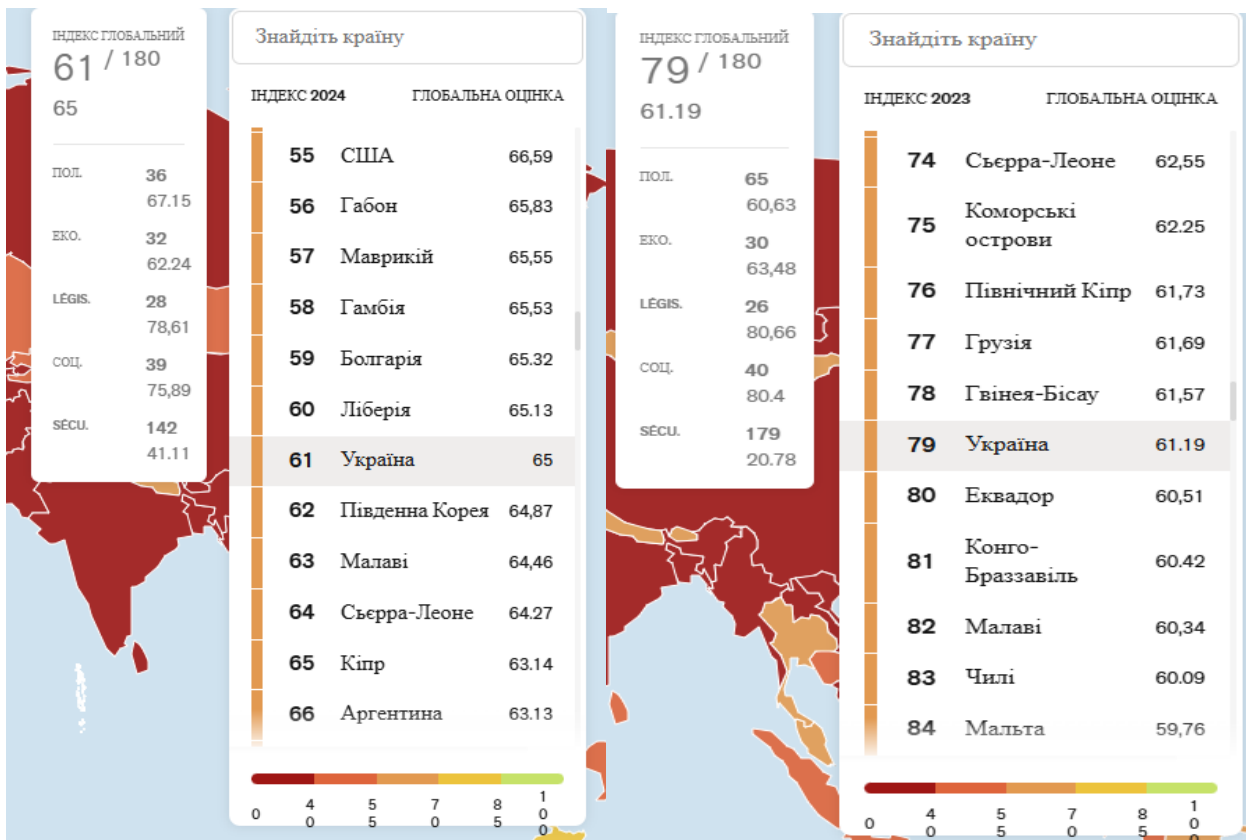 ІНДЕКС ГЛОБАЛЬНИЙ
61 / 180
65
ПОЛ. 36
67.15
ЕКО. 32
62.24
LÉGIS. 28
78,61
СОЦ. 39
75,89
SÉCU. 142
41.11
Знайдіть країну
ІНДЕКС 2024 ГЛОБАЛЬНА ОЦІНКА
55 США 66,59
56 Габон 65,83
57 Маврикій 65,55
58 Гамбія 65,53
59 Болгарія 65.32
60 Ліберія 65.13
61 Україна 65
62 Південна Корея 64,87
63 Малаві 64,46
64 Сьєрра-Леоне 64.27
65 Кіпр 63.14
66 Аргентина 63.13
0 40 55 70 85 100
ІНДЕКС ГЛОБАЛЬНИЙ
79 / 180
61.19
ПОЛ. 65
60,63
ЕКО. 30
63,48
LÉGIS. 26
80,66
СОЦ. 40
80.4
SÉCU. 179
20.78
Знайдіть країну
ІНДЕКС 2023 ГЛОБАЛЬНА ОЦІНКА
74 Сьєрра-Леоне 62,55
75 Коморські
острови 62.25
76 Північний Кіпр 61,73
77 Грузія 61,69
78 Гвінея-Бісау 61,57
79 Україна 61.19
80 Еквадор 60,51
81 Конго-
Браззавіль 60.42
82 Малаві 60,34
83 Чилі 60.09
84 Мальта 59,76
0 40 55 70 85 100